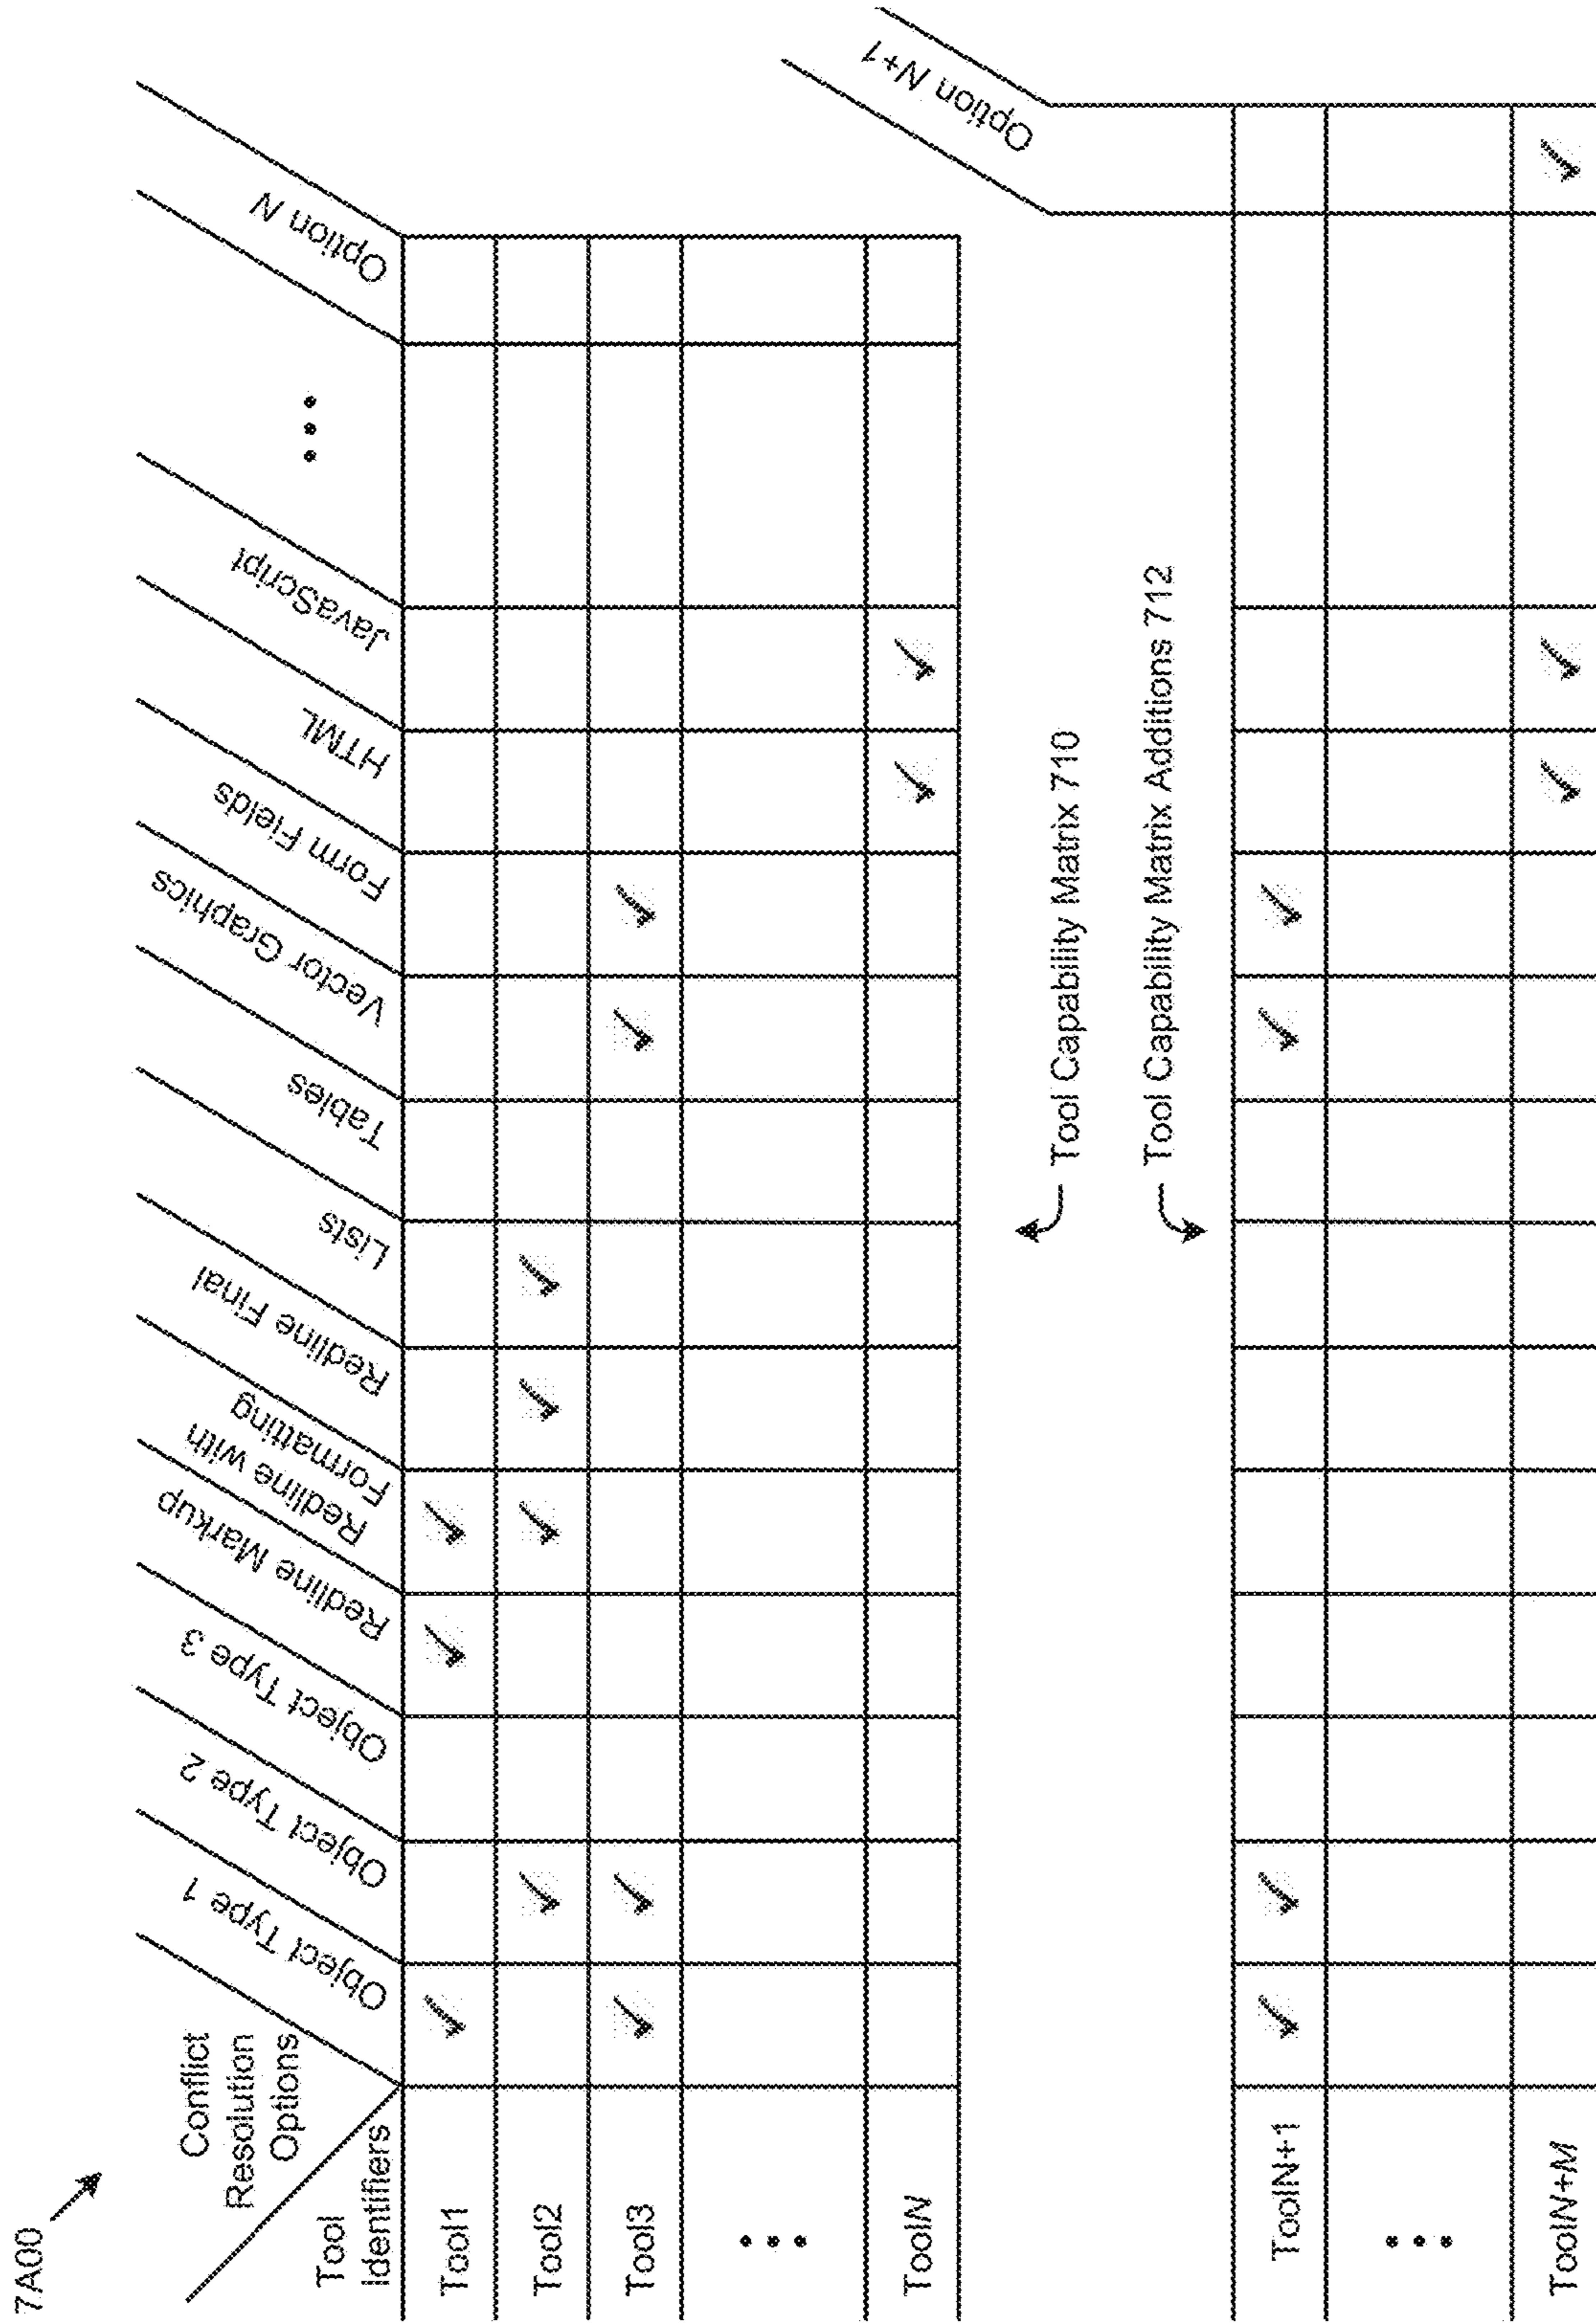 7A00
Conflict
Resolution
Options
Tool
Identifiers
Object Type 1
Object Type 2
Object Type 3
Redline Markup
Redline with
Formatting
Redline Final
Lists
Tables
Vector Graphics
Form Fields
HTML
JavaScript
...
Option N
Tool1
Tool2
Tool3
...
ToolN
Tool Capability Matrix 710
Tool Capability Matrix Additions 712
Option N+1
ToolN+1
...
ToolN+M